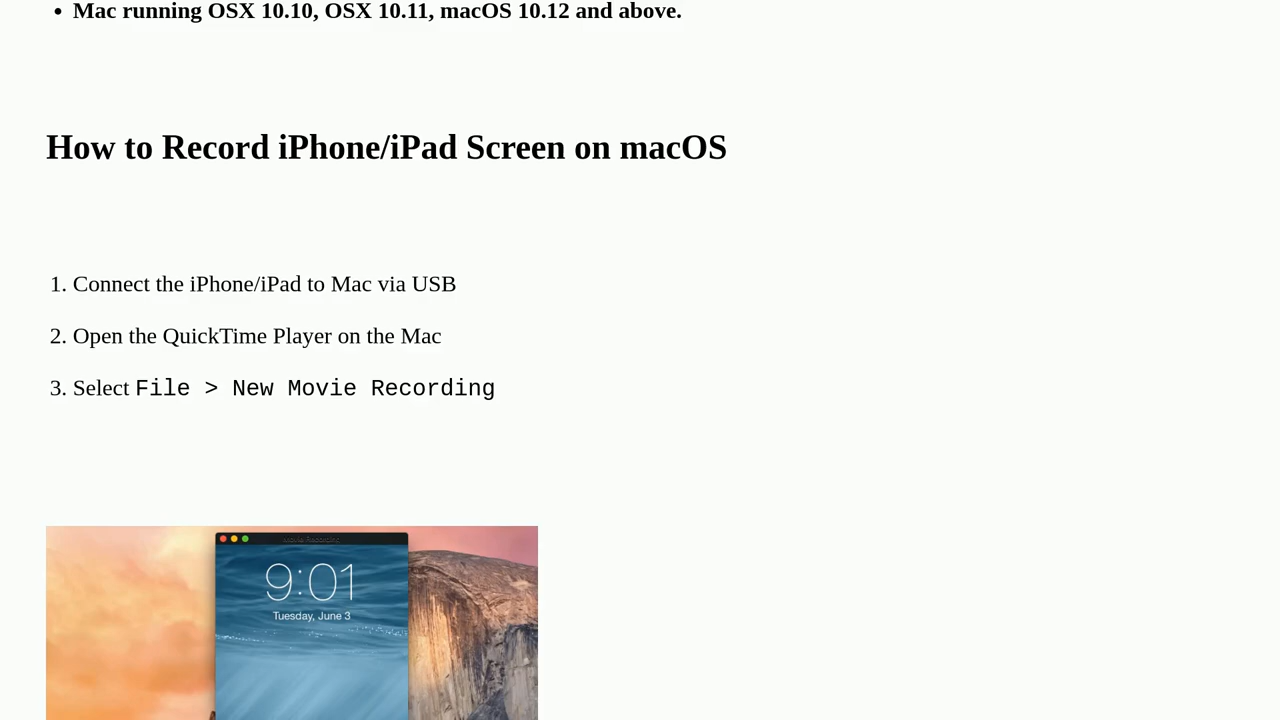 • Mac running OSX 10.10, OSX 10.11, macOS 10.12 and above.
How to Record iPhone/iPad Screen on macOS
1. Connect the iPhone/iPad to Mac via USB
2. Open the QuickTime Player on the Mac
3. Select File > New Movie Recording
Movie Recording
9:01
Tuesday, June 3